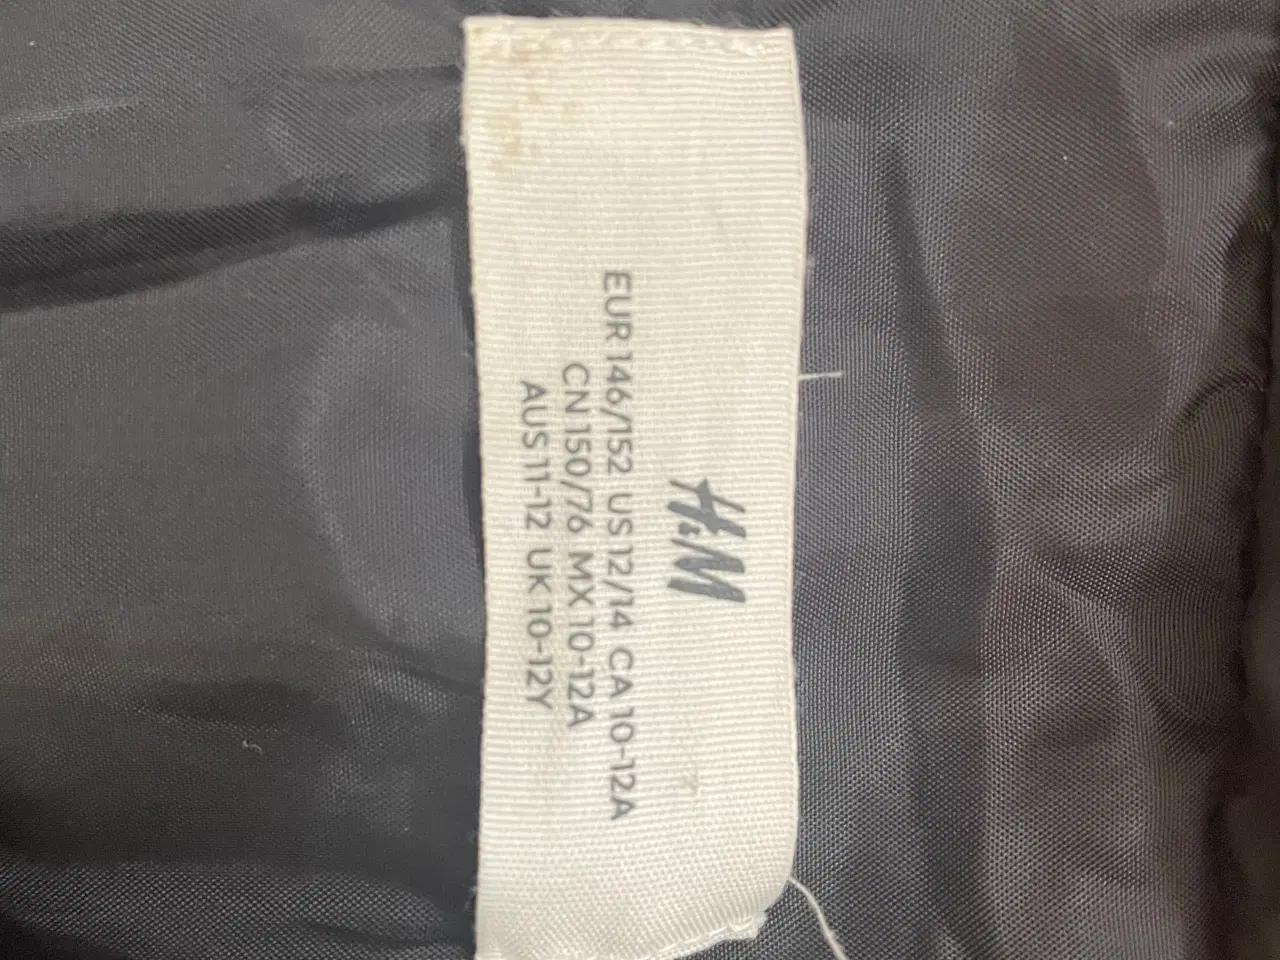 H&M
EUR 146/152 US 12/14 CA 10-12A
CN 150/76 MX 10-12A
AUS 11-12 UK 10-12Y